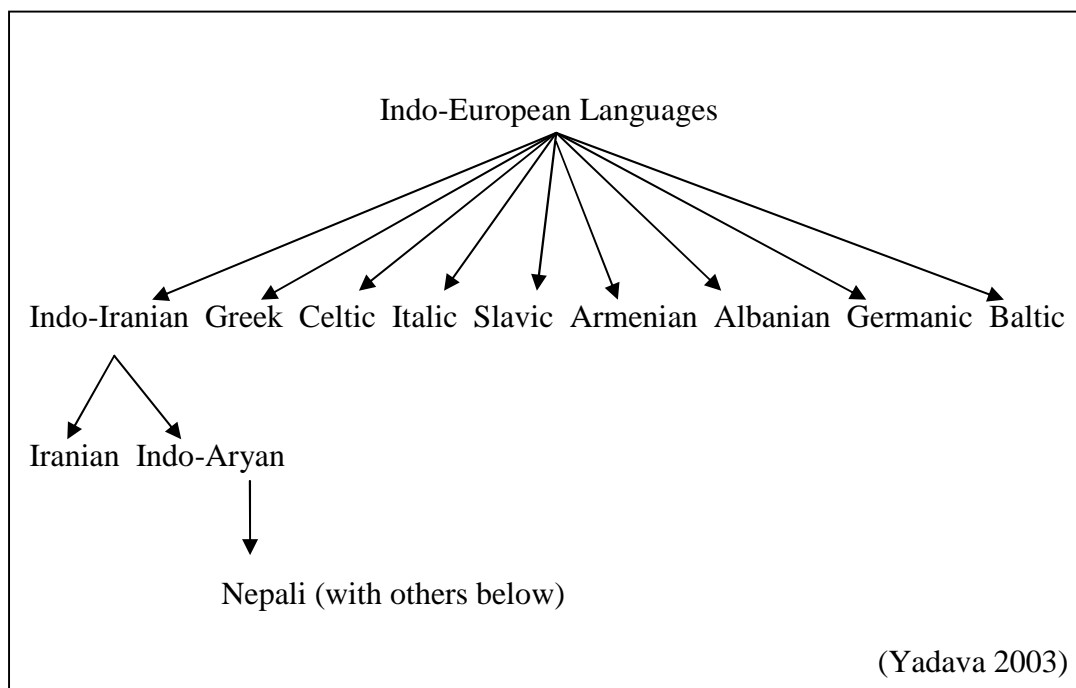 Indo-European Languages
Indo-Iranian Greek Celtic Italic Slavic Armenian Albanian Germanic Baltic
Iranian Indo-Aryan
Nepali (with others below)
(Yadava 2003)